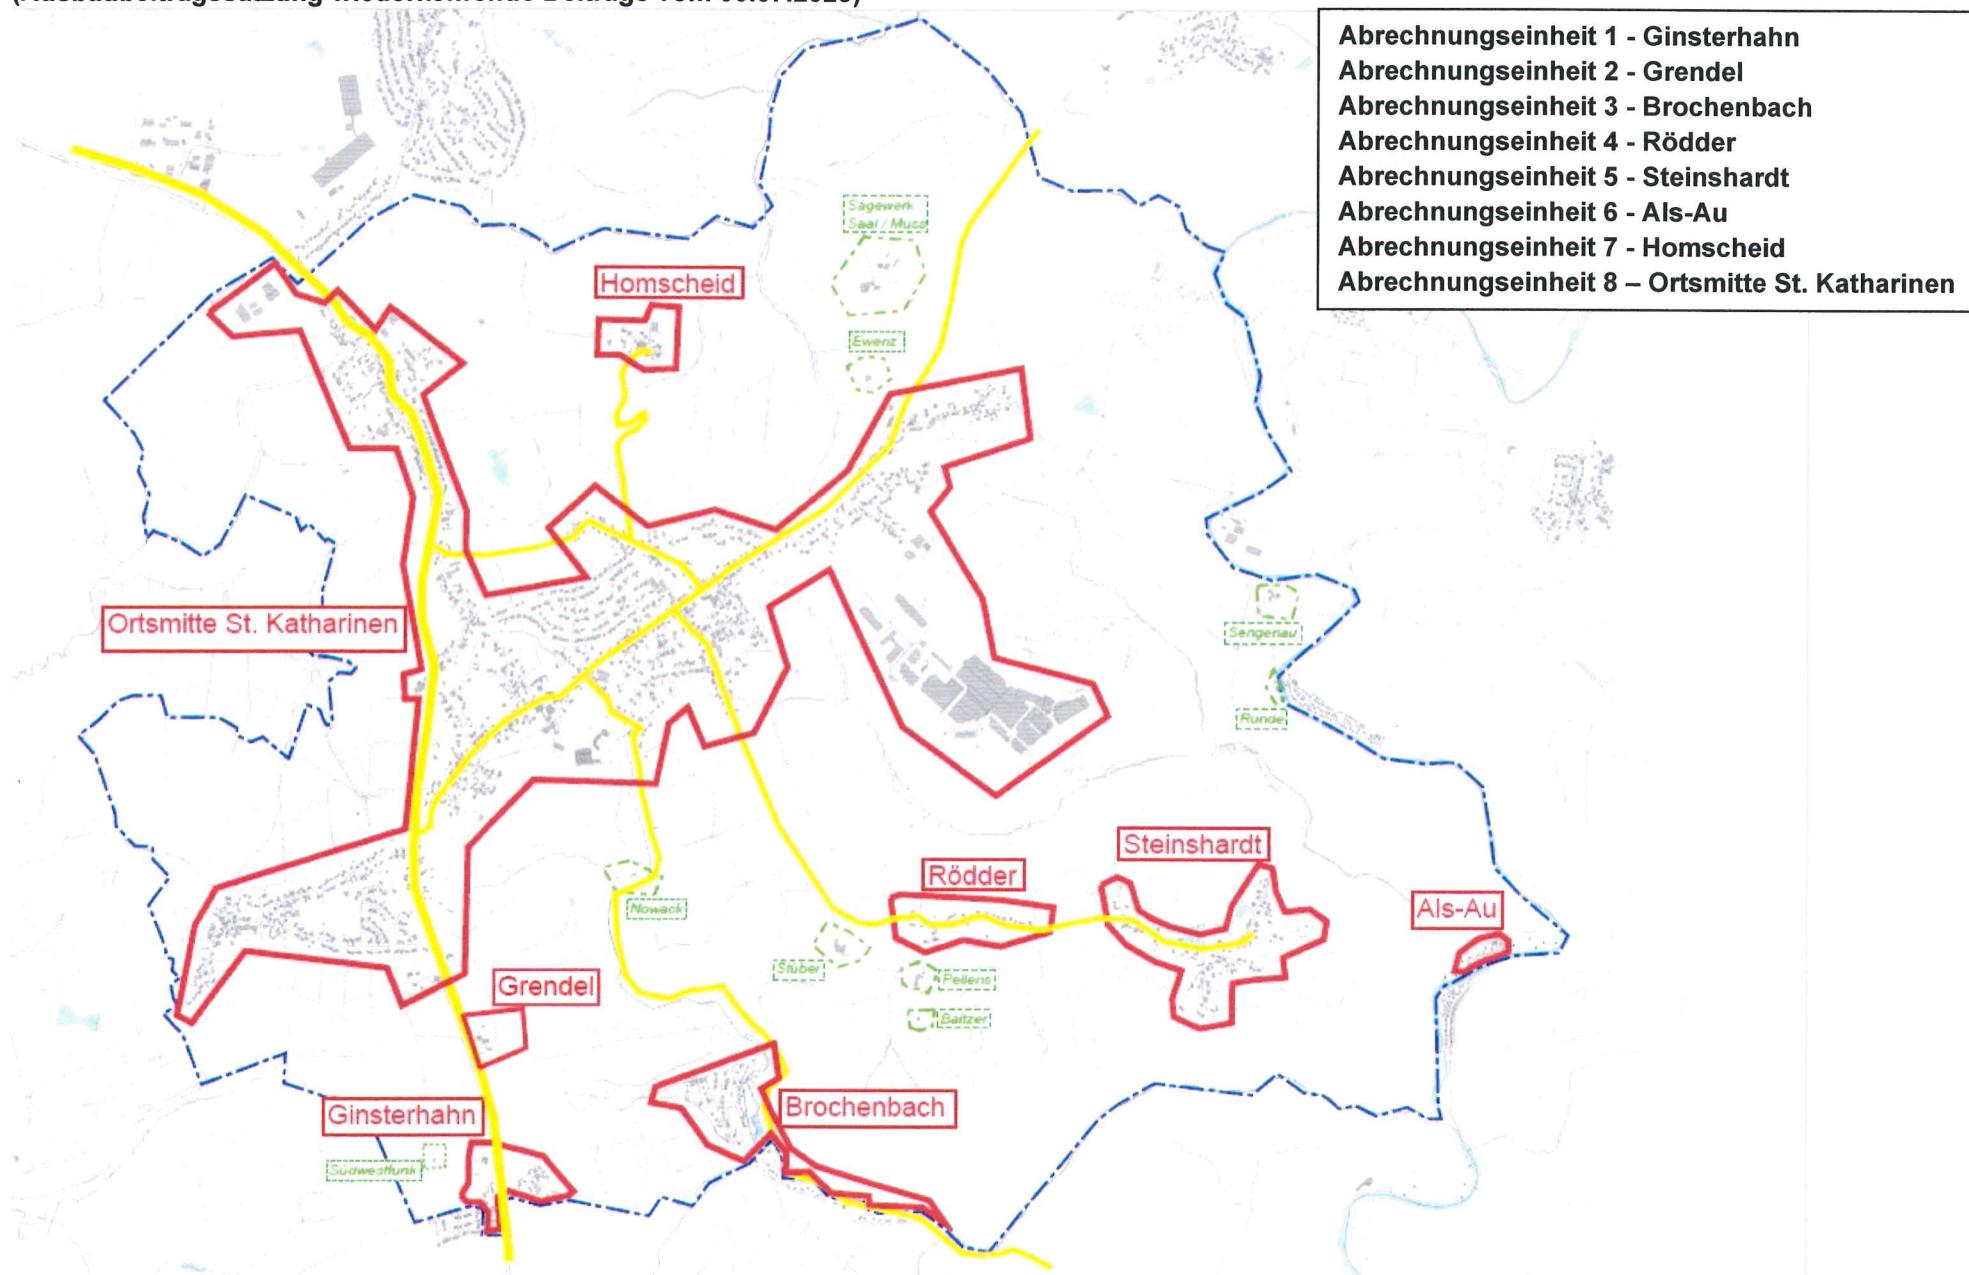 Abrechnungseinheit 1 - Ginsterhahn
Abrechnungseinheit 2 - Grendel
Abrechnungseinheit 3 - Brochenbach
Abrechnungseinheit 4 - Rödder
Abrechnungseinheit 5 - Steinshardt
Abrechnungseinheit 6 - Als-Au
Abrechnungseinheit 7 - Homscheid
Abrechnungseinheit 8 – Ortsmitte St. Katharinen
Sägewerk
Saal / Muss
Homscheid
Ewenz
Sengenau
Ortsmitte St. Katharinen
Runde
Steinshardt
Rödder
Als-Au
Nowack
Stüber
Pellens
Grendel
Baltzer
Brochenbach
Ginsterhahn
Südwestfunk